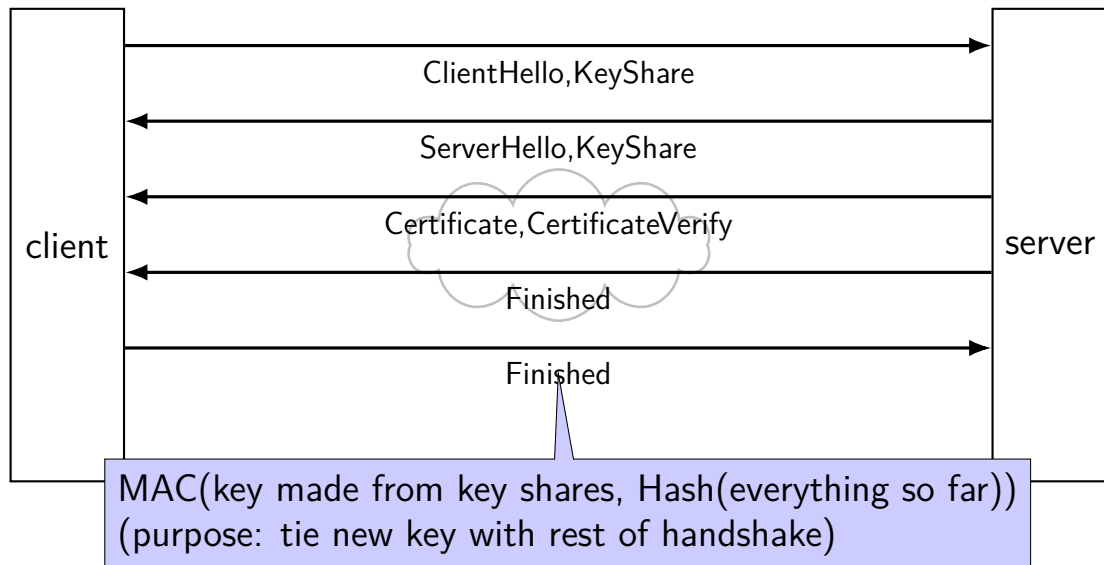 ClientHello,KeyShare
ServerHello,KeyShare
Certificate,CertificateVerify
client
server
Finished
Finished
MAC(key made from key shares, Hash(everything so far))
(purpose: tie new key with rest of handshake)